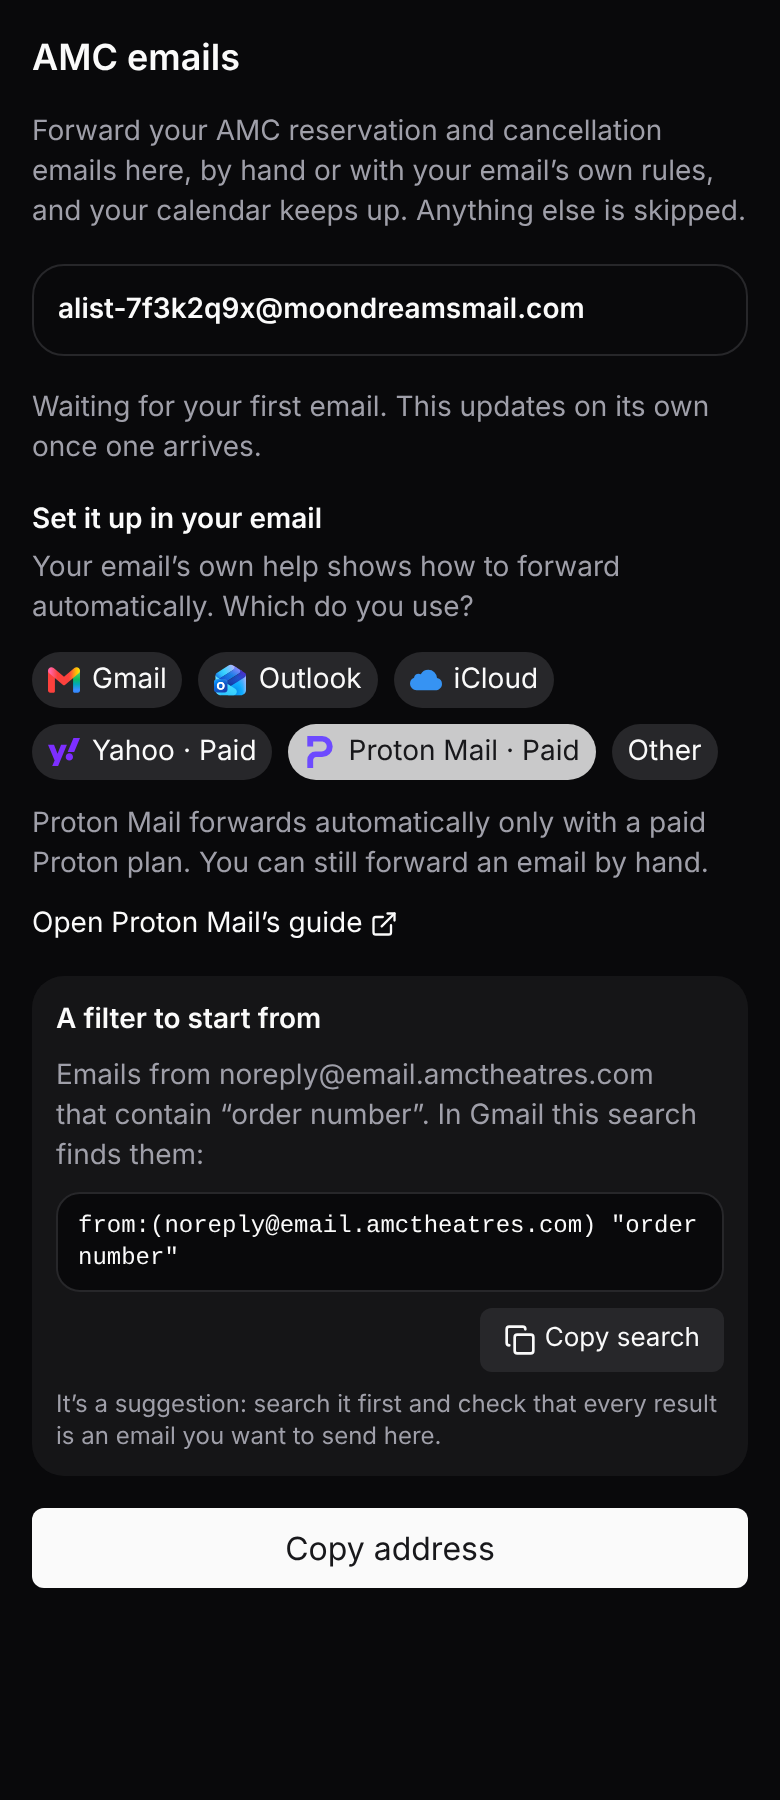 AMC emails
Forward your AMC reservation and cancellation
emails here, by hand or with your email’s own rules,
and your calendar keeps up. Anything else is skipped.
alist-7f3k2q9x@moondreamsmail.com
Waiting for your first email. This updates on its own
once one arrives.
Set it up in your email
Your email’s own help shows how to forward
automatically. Which do you use?
Gmail Outlook iCloud
Yahoo · Paid Proton Mail · Paid Other
Proton Mail forwards automatically only with a paid
Proton plan. You can still forward an email by hand.
Open Proton Mail’s guide
A filter to start from
Emails from noreply@email.amctheatres.com
that contain “order number”. In Gmail this search
finds them:
from:(noreply@email.amctheatres.com) "order
number"
Copy search
It’s a suggestion: search it first and check that every result
is an email you want to send here.
Copy address